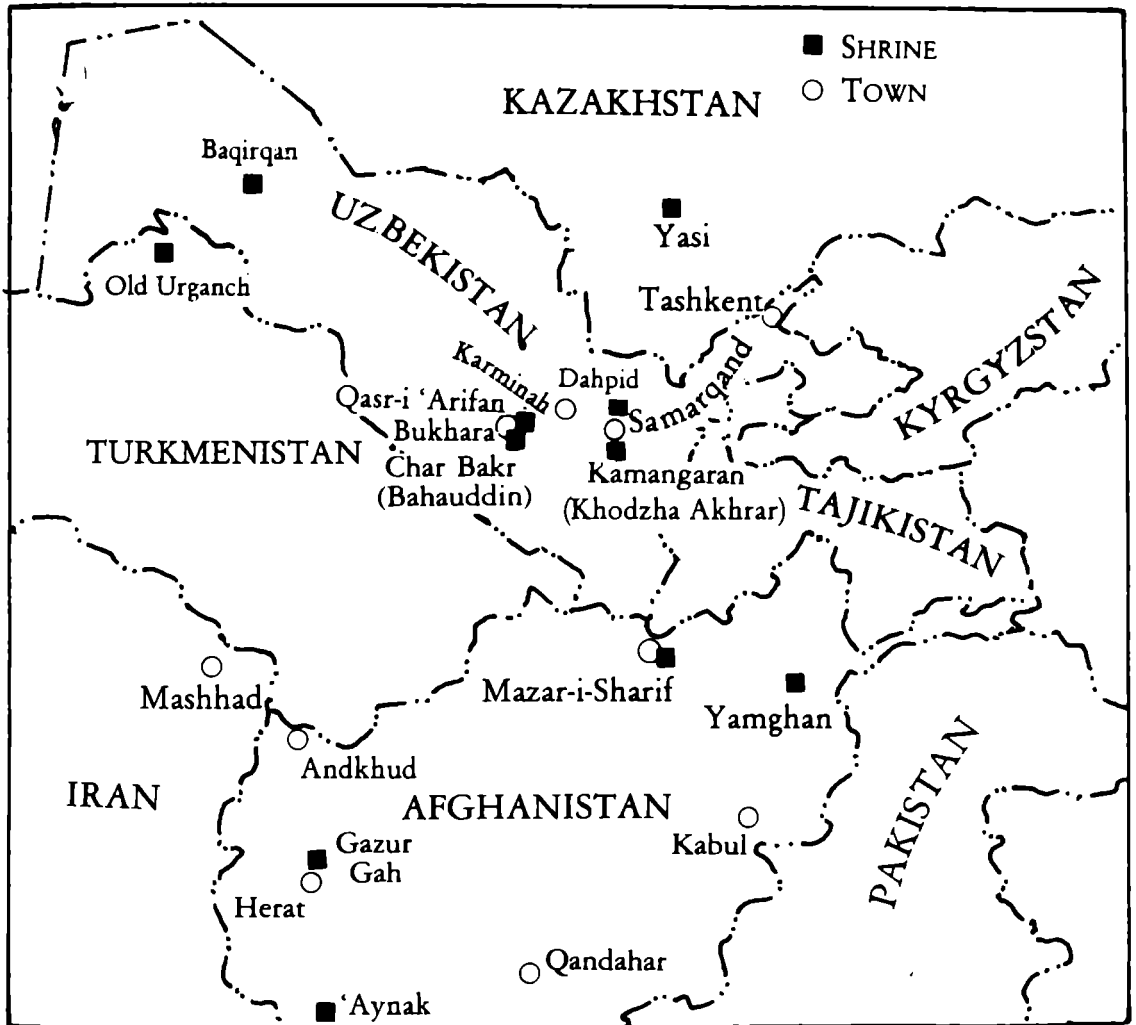 SHRINE
TOWN
KAZAKHSTAN
Baqirqan
UZBEKISTAN
Yasi
Old Urganch
Tashkent
KYRGYZSTAN
Karminah
Dahpid
Samarqand
Qasr-i ‘Arifan
Bukhara
TURKMENISTAN
Char Bakr
(Bahauddin)
Kamangaran
(Khodzha Akhrar)
TAJIKISTAN
Mashhad
Mazar-i-Sharif
Yamghan
Andkhud
IRAN
AFGHANISTAN
PAKISTAN
Kabul
Gazur
Gah
Herat
Qandahar
‘Aynak